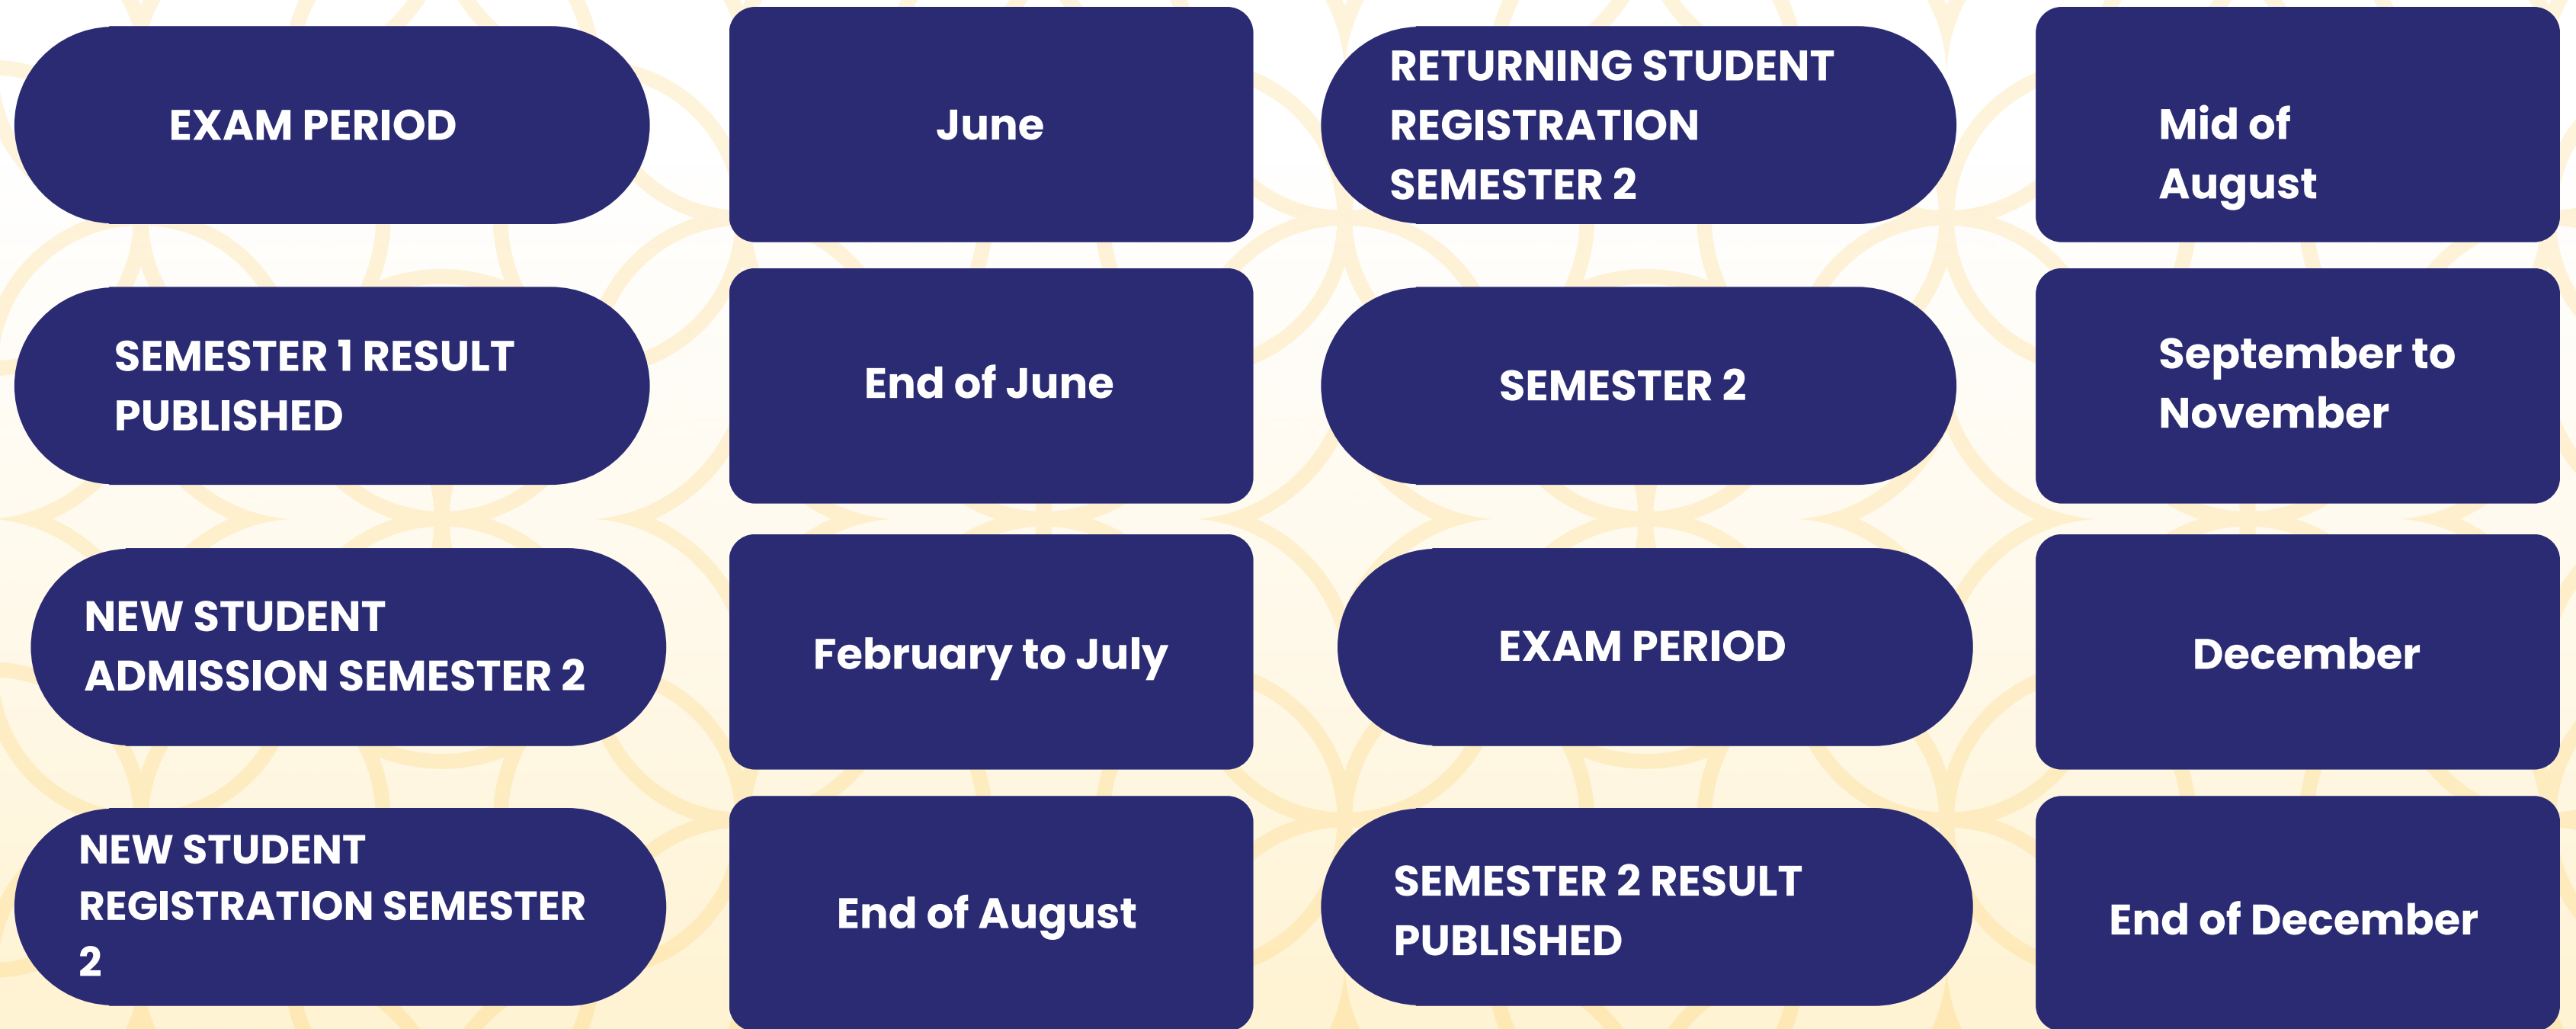 EXAM PERIOD
June
RETURNING STUDENT
REGISTRATION
SEMESTER 2
Mid of
August
SEMESTER 1 RESULT
PUBLISHED
End of June
SEMESTER 2
September to
November
NEW STUDENT
ADMISSION SEMESTER 2
February to July
EXAM PERIOD
December
NEW STUDENT
REGISTRATION SEMESTER
2
End of August
SEMESTER 2 RESULT
PUBLISHED
End of December